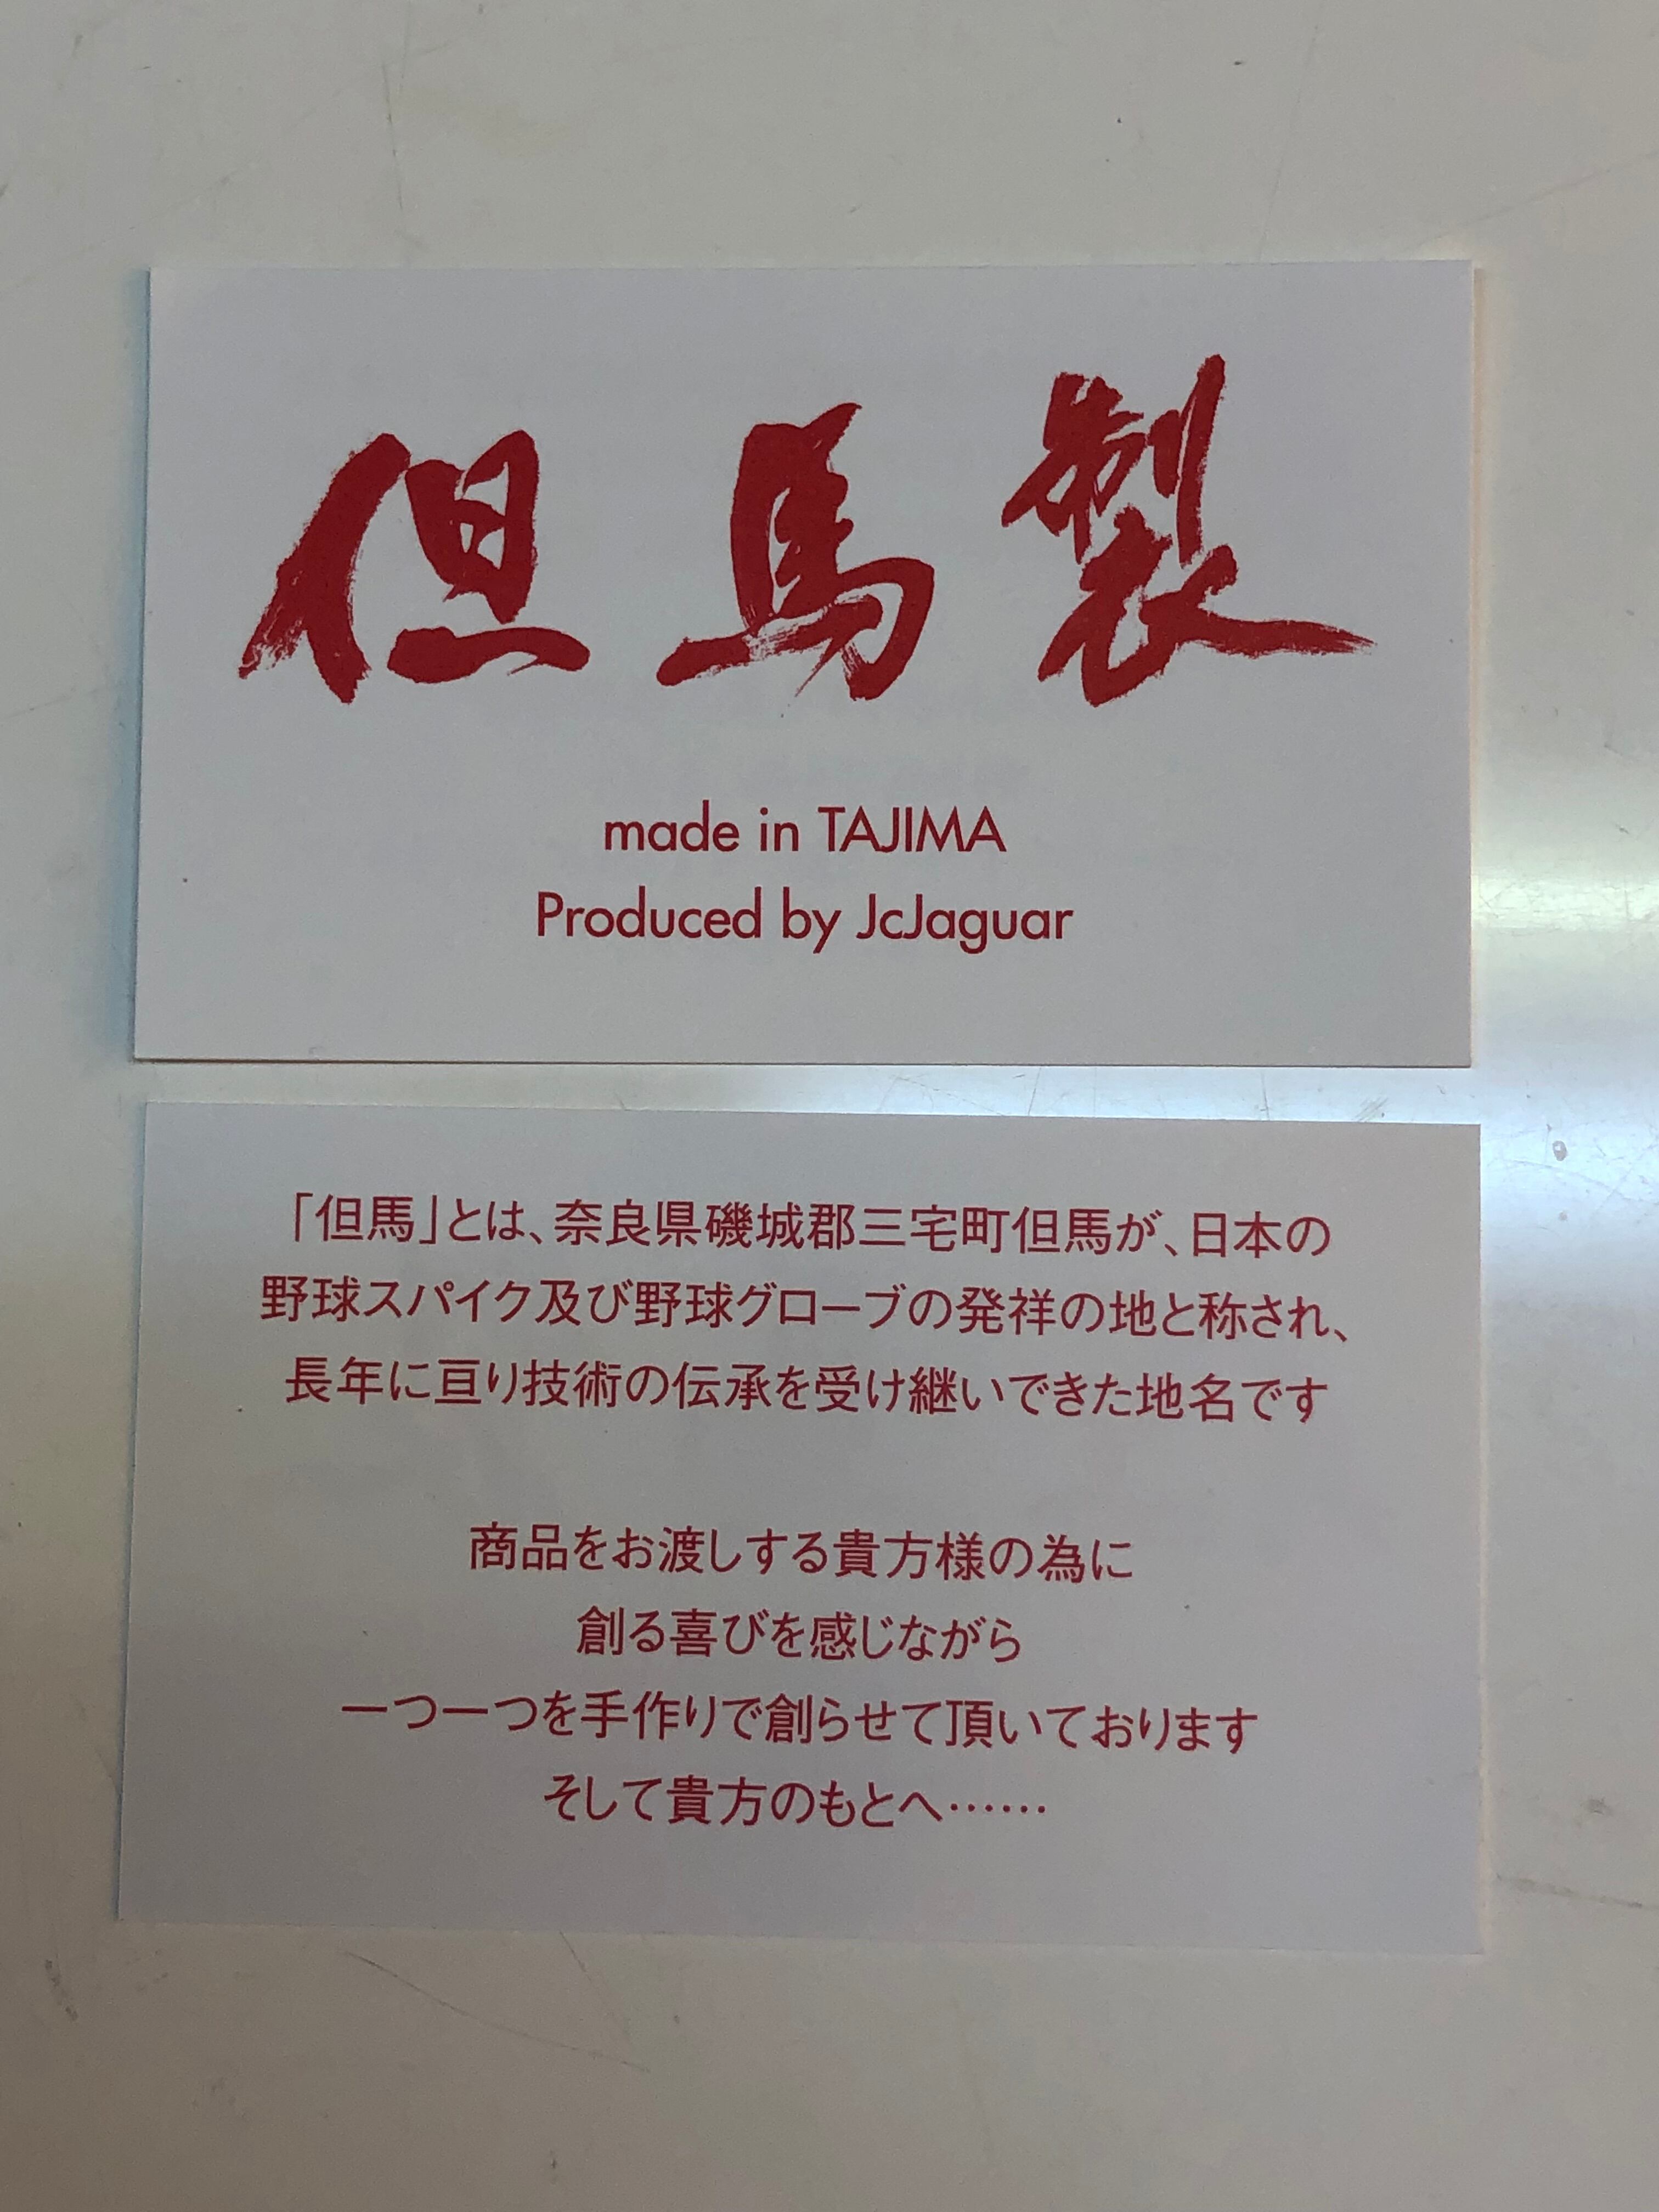 但馬製
made in TAJIMA
Produced by JcJaguar
「但馬」とは、奈良県磯城郡三宅町但馬が、日本の
野球スパイク及び野球グローブの発祥の地と称され、
長年に亘り技術の伝承を受け継いできた地名です
商品をお渡しする貴方様の為に
創る喜びを感じながら
一つ一つを手作りで創らせて頂いております
そして貴方のもとへ……